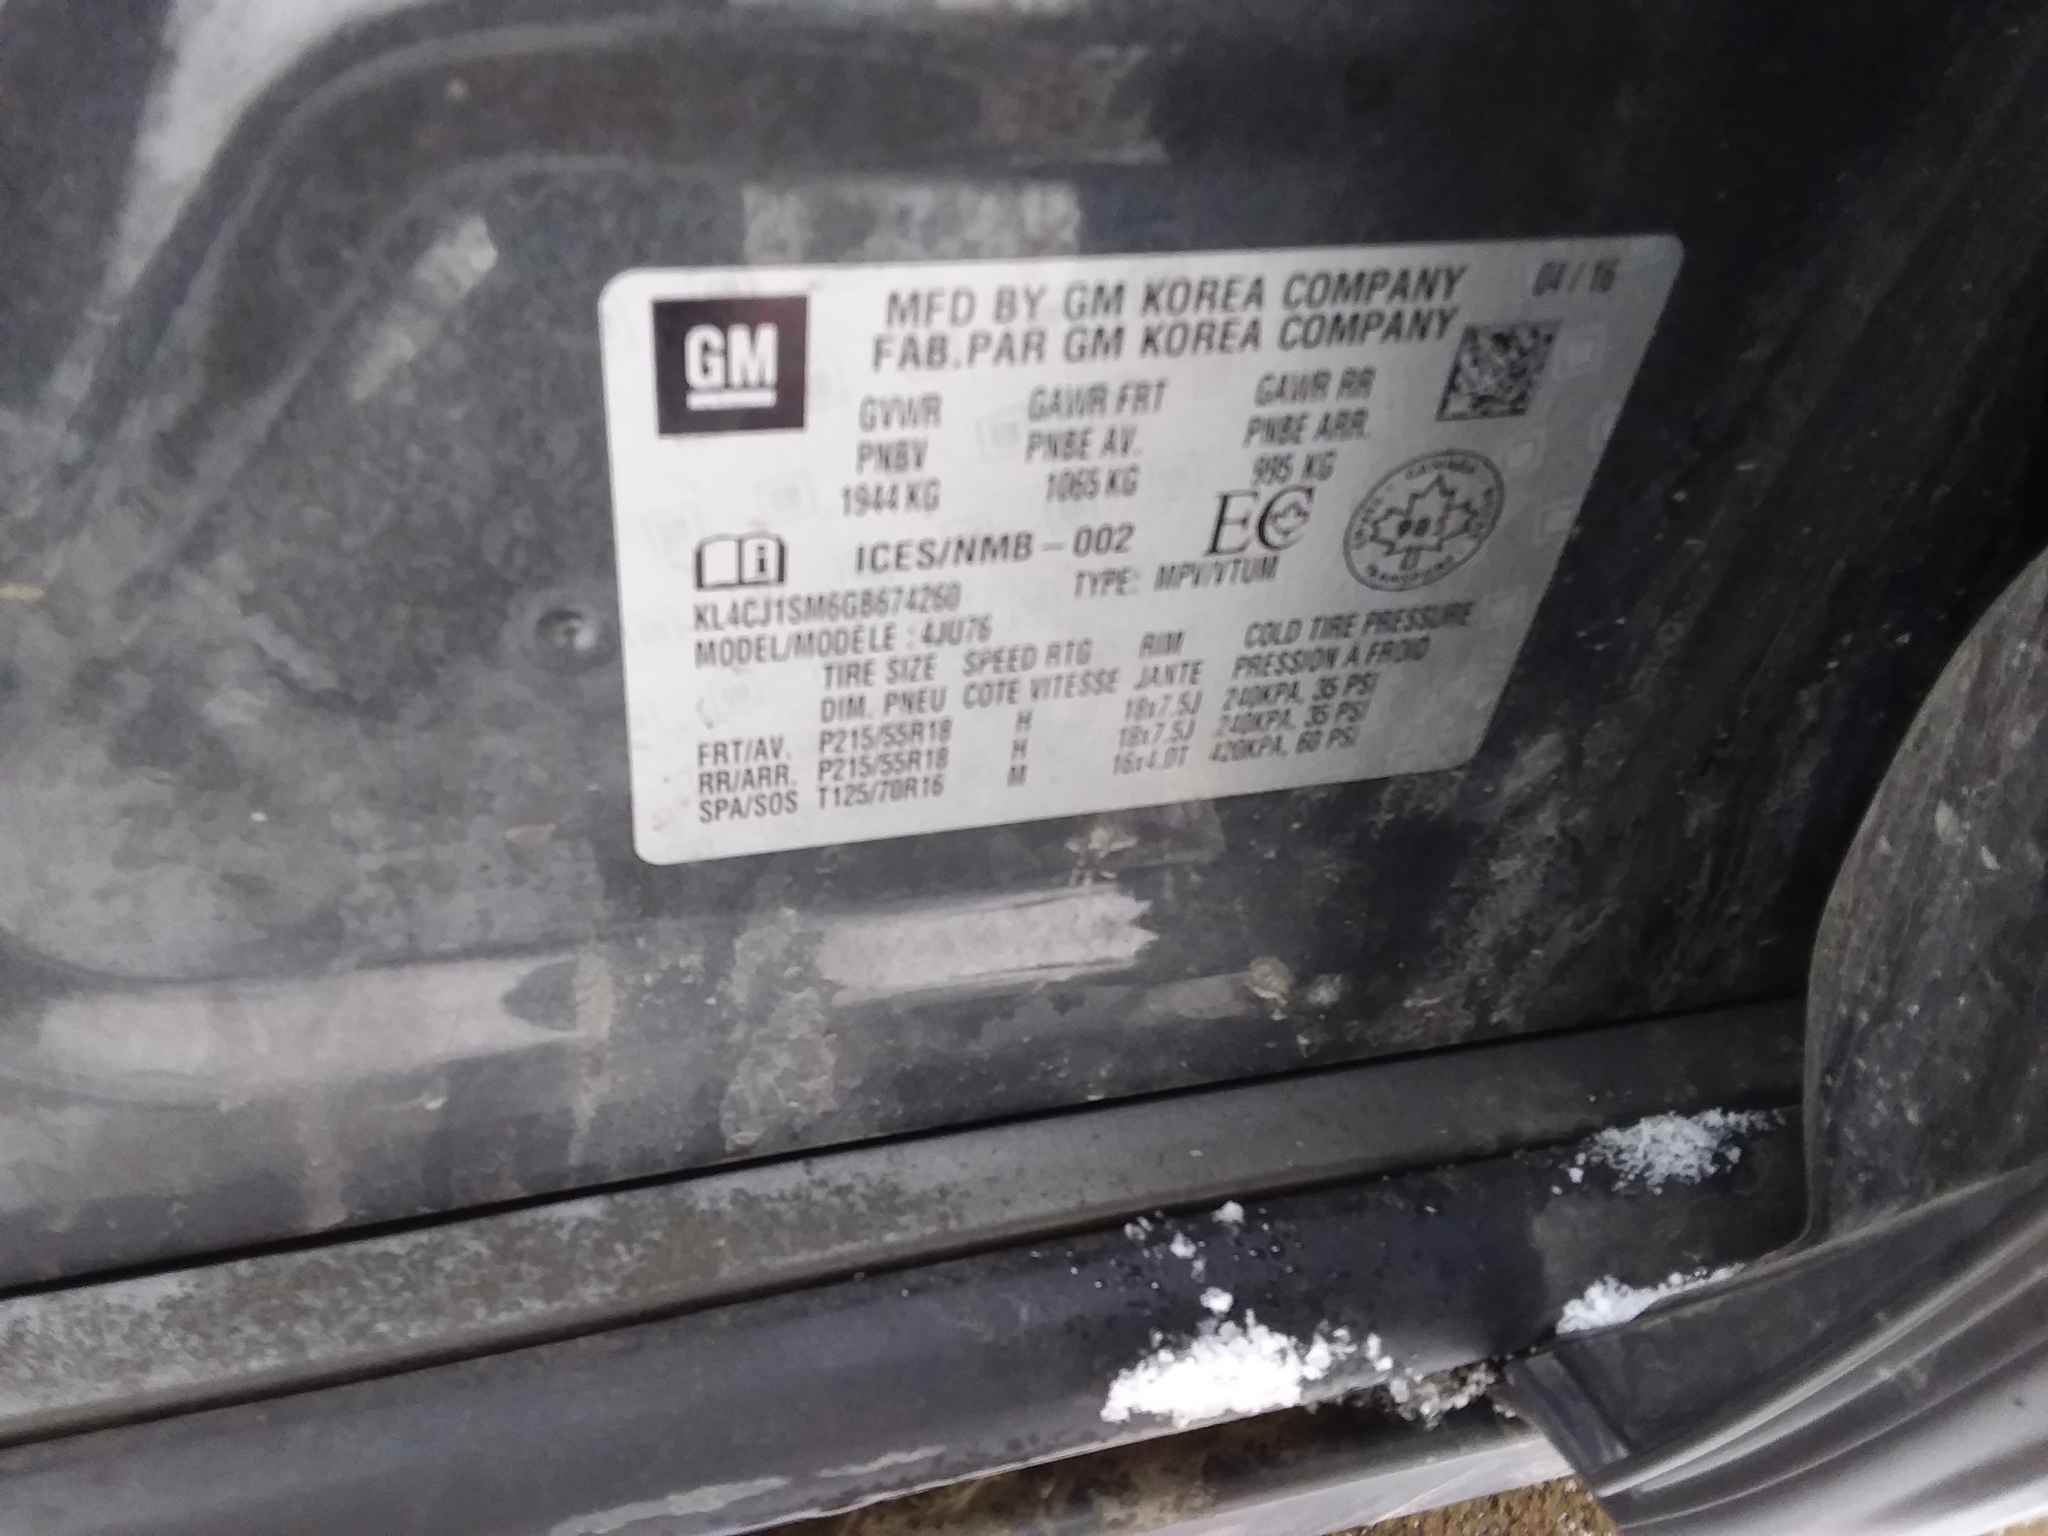 GM
MFD BY GM KOREA COMPANY
04 / 16
FAB.PAR GM KOREA COMPANY
GVWR GAWR FRT GAWR RR
PNBV PNBE AV. PNBE ARR.
1944 KG 1065 KG 995 KG
ICES/NMB - 002 EC
KL4CJ1SM6GB674260 TYPE: MPV/VTUM
MODEL/MODÈLE : 4JU76
TIRE SIZE SPEED RTG RIM COLD TIRE PRESSURE
DIM. PNEU COTE VITESSE JANTE PRESSION A FROID
FRT/AV. P215/55R18 H 18x7.5J 240KPA, 35 PSI
RR/ARR. P215/55R18 H 18x7.5J 240KPA, 35 PSI
SPA/SOS T125/70R16 M 16x4.0T 420KPA, 60 PSI